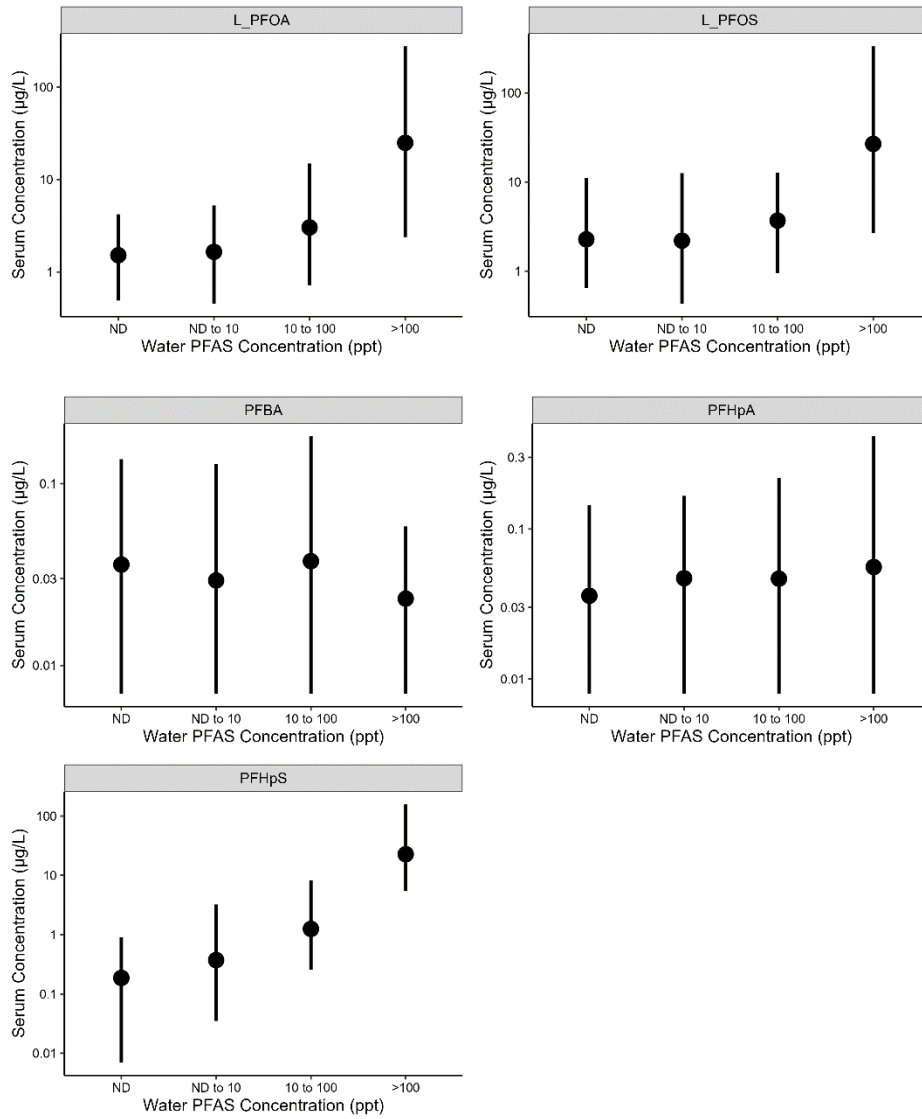 L_PFOA
Serum Concentration (µg/L)
100
10
1
ND
ND to 10
10 to 100
>100
Water PFAS Concentration (ppt)
L_PFOS
Serum Concentration (µg/L)
100
10
1
ND
ND to 10
10 to 100
>100
Water PFAS Concentration (ppt)
PFBA
Serum Concentration (µg/L)
0.1
0.03
0.01
ND
ND to 10
10 to 100
>100
Water PFAS Concentration (ppt)
PFHpA
Serum Concentration (µg/L)
0.3
0.1
0.03
0.01
ND
ND to 10
10 to 100
>100
Water PFAS Concentration (ppt)
PFHpS
Serum Concentration (µg/L)
100
10
1
0.1
0.01
ND
ND to 10
10 to 100
>100
Water PFAS Concentration (ppt)